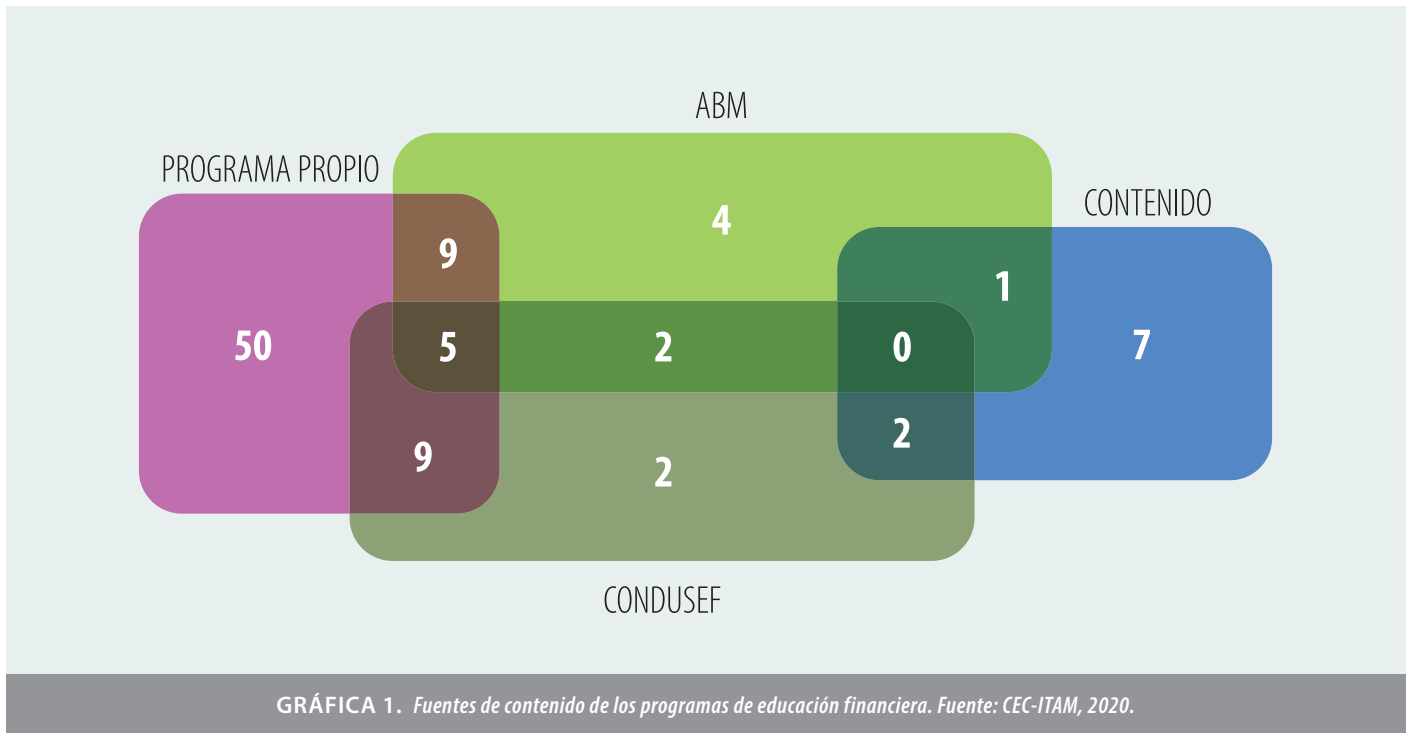 ABM
PROGRAMA PROPIO
CONTENIDO
4
9
1
50
5
2
0
7
9
2
2
CONDUSEF
GRÁFICA 1. Fuentes de contenido de los programas de educación financiera. Fuente: CEC-ITAM, 2020.